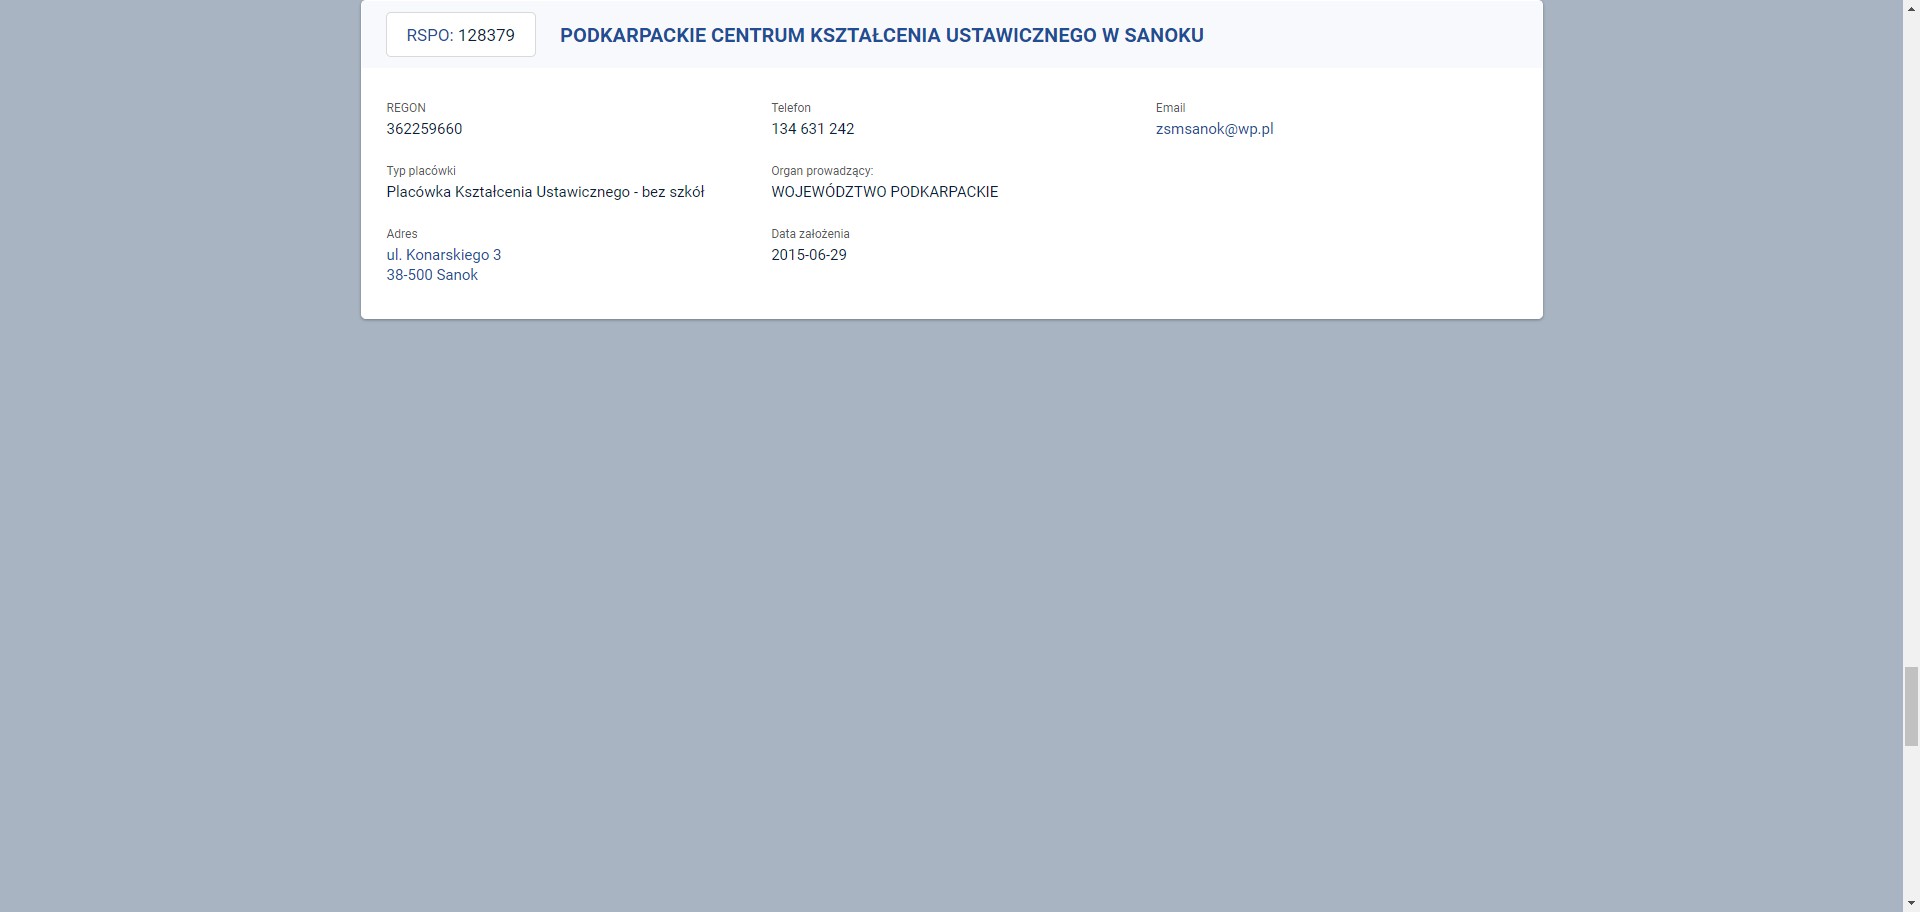 RSPO: 128379
PODKARPACKIE CENTRUM KSZTAŁCENIA USTAWICZNEGO W SANOKU
REGON
362259660
Telefon
134 631 242
Email
zsmsanok@wp.pl
Typ placówki
Placówka Kształcenia Ustawicznego - bez szkół
Organ prowadzący:
WOJEWÓDZTWO PODKARPACKIE
Adres
ul. Konarskiego 3
38-500 Sanok
Data założenia
2015-06-29